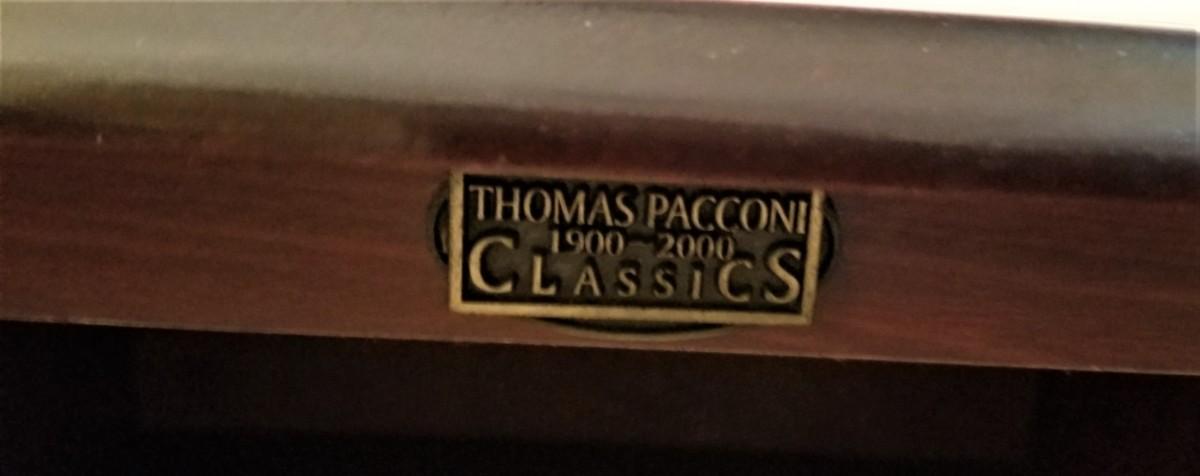 THOMAS PACCONI
1900-2000
CLASSICS